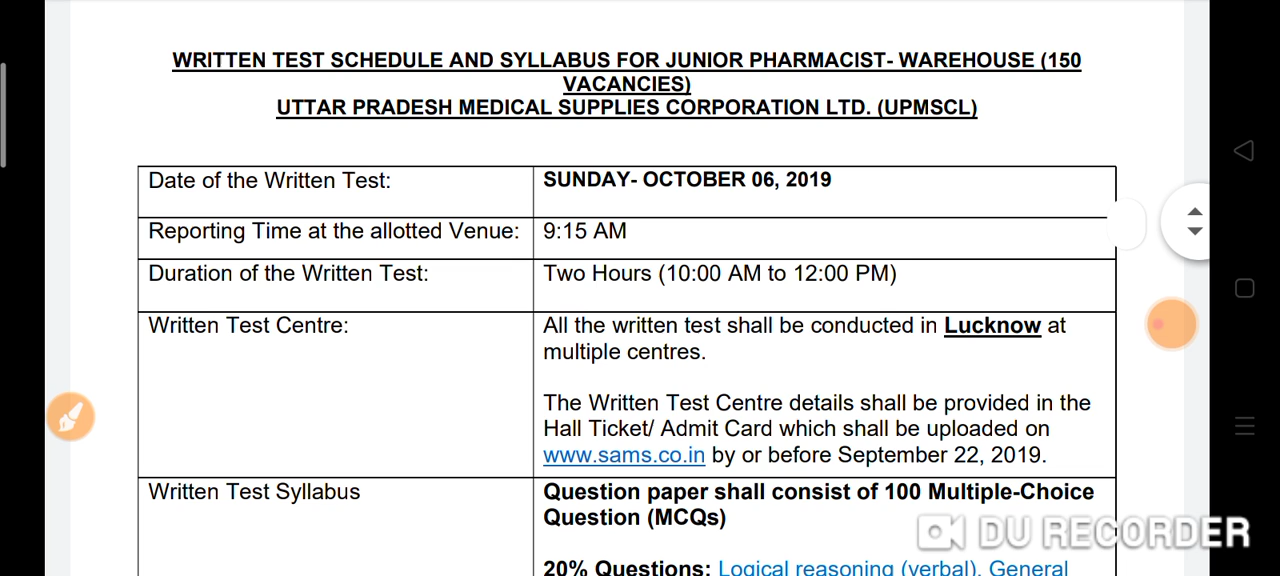 WRITTEN TEST SCHEDULE AND SYLLABUS FOR JUNIOR PHARMACIST- WAREHOUSE (150
VACANCIES)
UTTAR PRADESH MEDICAL SUPPLIES CORPORATION LTD. (UPMSCL)
Date of the Written Test:
SUNDAY- OCTOBER 06, 2019
Reporting Time at the allotted Venue:
9:15 AM
Duration of the Written Test:
Two Hours (10:00 AM to 12:00 PM)
Written Test Centre:
All the written test shall be conducted in Lucknow at
multiple centres.
The Written Test Centre details shall be provided in the
Hall Ticket/ Admit Card which shall be uploaded on
www.sams.co.in by or before September 22, 2019.
Written Test Syllabus
Question paper shall consist of 100 Multiple-Choice
Question (MCQs)
20% Questions: Logical reasoning (verbal), General
DU RECORDER